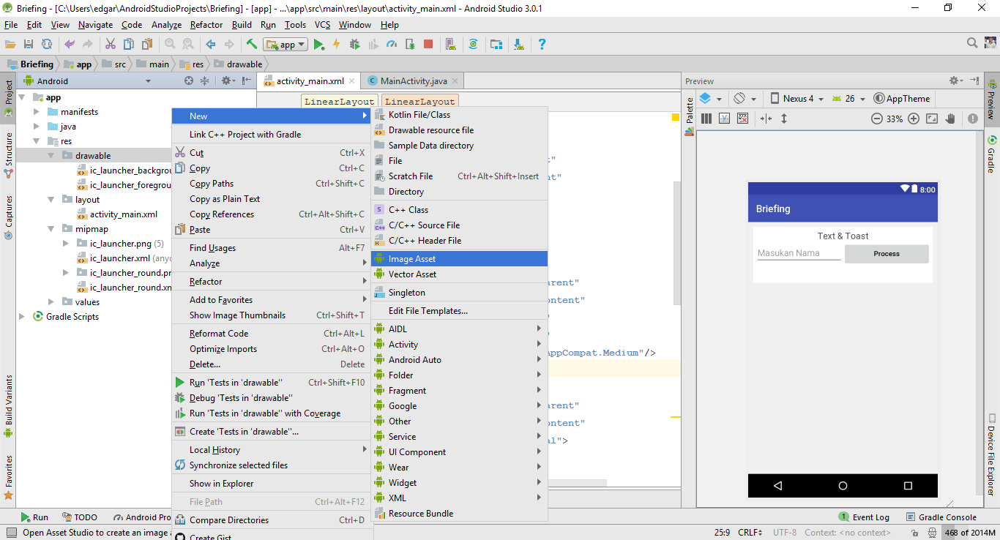 Briefing - [C:\Users\edgar\AndroidStudioProjects\Briefing] - [app] - ...\app\src\main\res\layout\activity_main.xml - Android Studio 3.0.1
File Edit View Navigate Code Analyze Refactor Build Run Tools VCS Window Help
app
Briefing app src main res drawable
Project
Structure
Captures
Build Variants
Favorites
Android
app
manifests
java
res
drawable
ic_launcher_backgrou
ic_launcher_foregrou
layout
activity_main.xml
mipmap
ic_launcher.png (5)
ic_launcher.xml (anyd
ic_launcher_round.pr
ic_launcher_round.xn
values
Gradle Scripts
activity_main.xml MainActivity.java
LinearLayout LinearLayout
New
Link C++ Project with Gradle
Cut Ctrl+X
Copy Ctrl+C
Copy Paths Ctrl+Shift+C
Copy as Plain Text
Copy References Ctrl+Alt+Shift+C
Paste Ctrl+V
Find Usages Alt+F7
Analyze
Refactor
Add to Favorites
Show Image Thumbnails Ctrl+Shift+T
Reformat Code Ctrl+Alt+L
Optimize Imports Ctrl+Alt+O
Delete... Delete
Run 'Tests in 'drawable'' Ctrl+Shift+F10
Debug 'Tests in 'drawable''
Run 'Tests in 'drawable'' with Coverage
Create 'Tests in 'drawable''...
Local History
Synchronize selected files
Show in Explorer
File Path Ctrl+Alt+F12
Compare Directories Ctrl+D
Create Gist...
Kotlin File/Class
Drawable resource file
Sample Data directory
File
Scratch File Ctrl+Alt+Shift+Insert
Directory
C++ Class
C/C++ Source File
C/C++ Header File
Image Asset
Vector Asset
Singleton
Edit File Templates...
AIDL
Activity
Android Auto
Folder
Fragment
Google
Other
Service
UI Component
Wear
Widget
XML
Resource Bundle
t"
nt"
arent"
ontent"
AppCompat.Medium"/>
arent"
ontent"
al">
Preview
Palette
Nexus 4 26 AppTheme
33%
8:00
Briefing
Text & Toast
Masukan Nama Process
Preview
Gradle
Device File Explorer
Run TODO Android Pro
1 Event Log Gradle Console
Open Asset Studio to create an image a
25:9 CRLF UTF-8 Context: <no context> 468 of 2014M